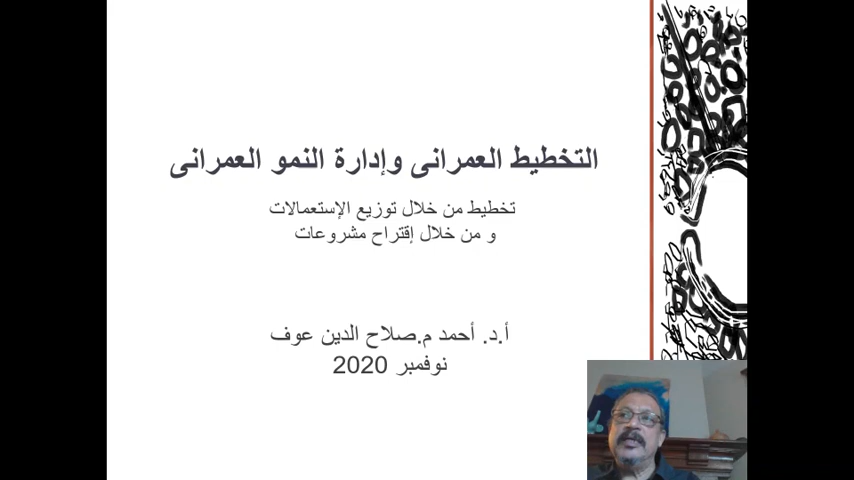 التخطيط العمرانى وإدارة النمو العمرانى
تخطيط من خلال توزيع الإستعمالات
و من خلال إقتراح مشروعات
أ.د. أحمد م.صلاح الدين عوف
نوفمبر 2020